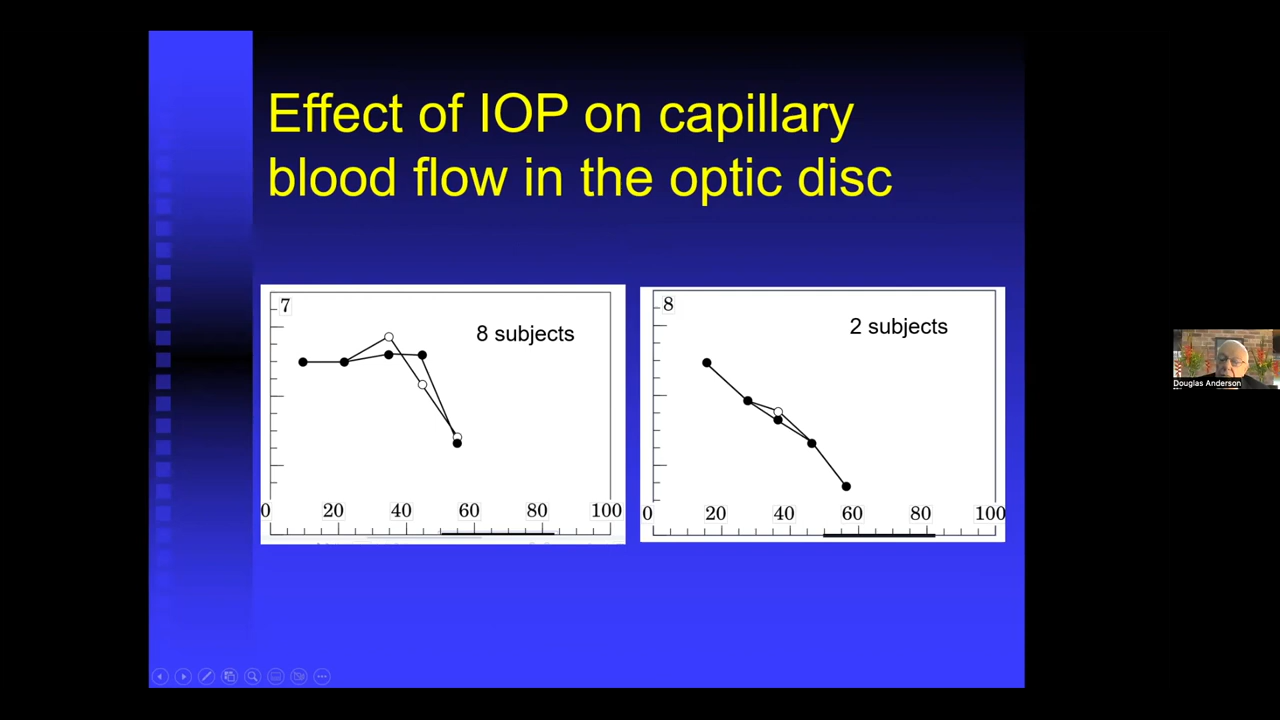 Effect of IOP on capillary
blood flow in the optic disc
7
8 subjects
0 20 40 60 80 100
8
2 subjects
0 20 40 60 80 100
Douglas Anderson